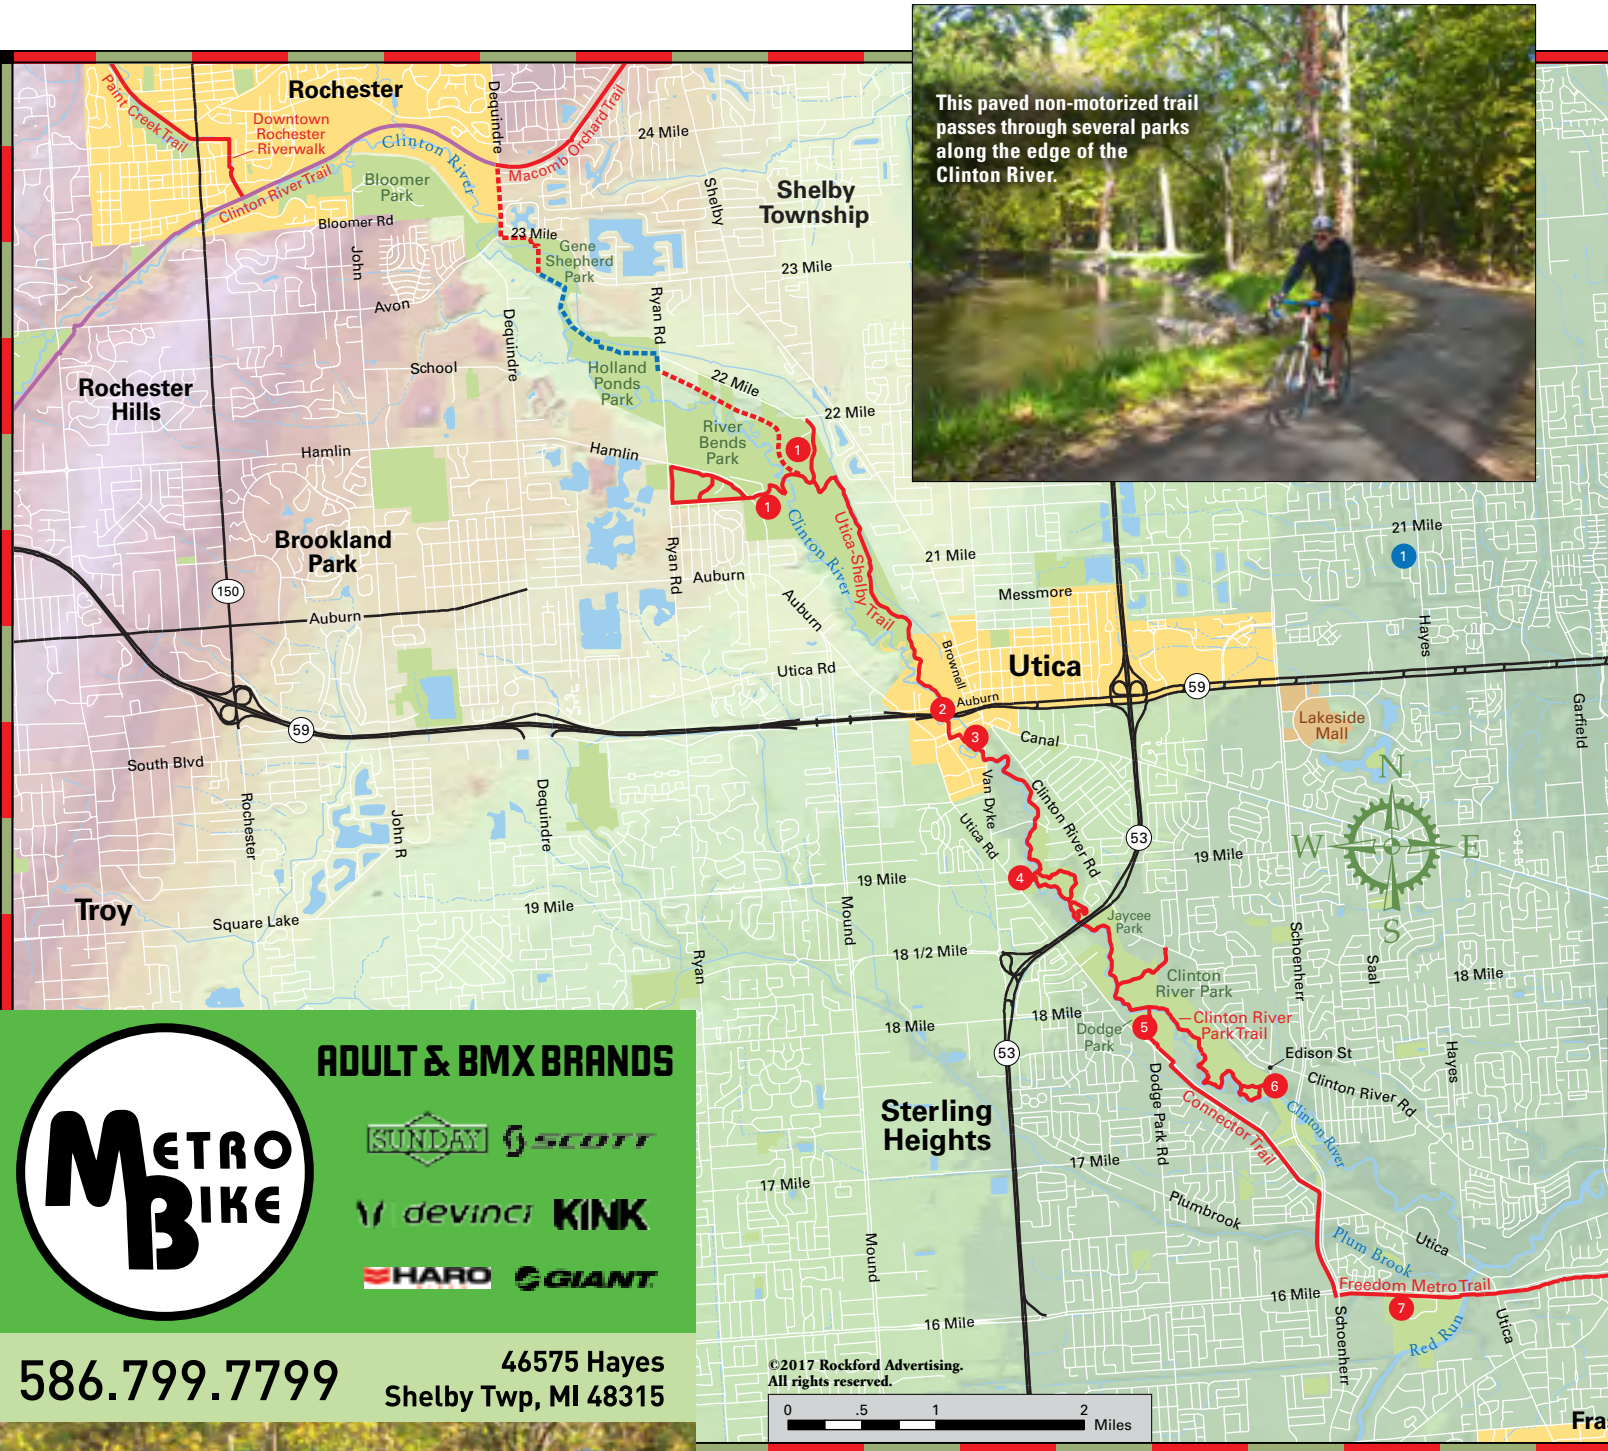 This paved non-motorized trail
passes through several parks
along the edge of the
Clinton River.
Rochester
Paint Creek Trail
Downtown
Rochester
Riverwalk
Clinton River Trail
Clinton River
Dequindre
Macomb Orchard Trail
24 Mile
Bloomer
Park
Bloomer Rd
Shelby
Shelby
Township
23 Mile
Gene
Shepherd
Park
23 Mile
John
Avon
Dequindre
Ryan Rd
School
Holland
Ponds
Park
22 Mile
22 Mile
Rochester
Hills
River
Bends
Park
1
Hamlin
Hamlin
1
Clinton River
Utica-Shelby Trail
21 Mile
21 Mile
1
Brookland
Park
Ryan Rd
Auburn
Auburn
150
Auburn
Messmore
Hayes
Utica Rd
Brownell
Utica
Auburn
2
59
59
3
Canal
Lakeside
Mall
Garfield
South Blvd
Rochester
John R
Dequindre
Van Dyke
Utica Rd
Clinton River Rd
53
N
W
E
S
19 Mile
19 Mile
4
19 Mile
Troy
Square Lake
Mound
Jaycee
Park
Ryan
18 1/2 Mile
Schoenherr
Saal
18 Mile
Clinton
River Park
18 Mile
18 Mile
Dodge
Park
5
Clinton River
Park Trail
53
Edison St
6
Clinton River Rd
Hayes
Clinton River
Dodge Park Rd
Connector Trail
Sterling
Heights
17 Mile
17 Mile
Plumbrook
Plum Brook
Utica
Mound
Freedom Metro Trail
16 Mile
7
16 Mile
Schoenherr
Red Run
Utica
Fra
METRO
BIKE
ADULT & BMX BRANDS
SUNDAY
SCOTT
devinci
KINK
HARO
GIANT
586.799.7799
46575 Hayes
Shelby Twp, MI 48315
©2017 Rockford Advertising.
All rights reserved.
0 .5 1 2
Miles